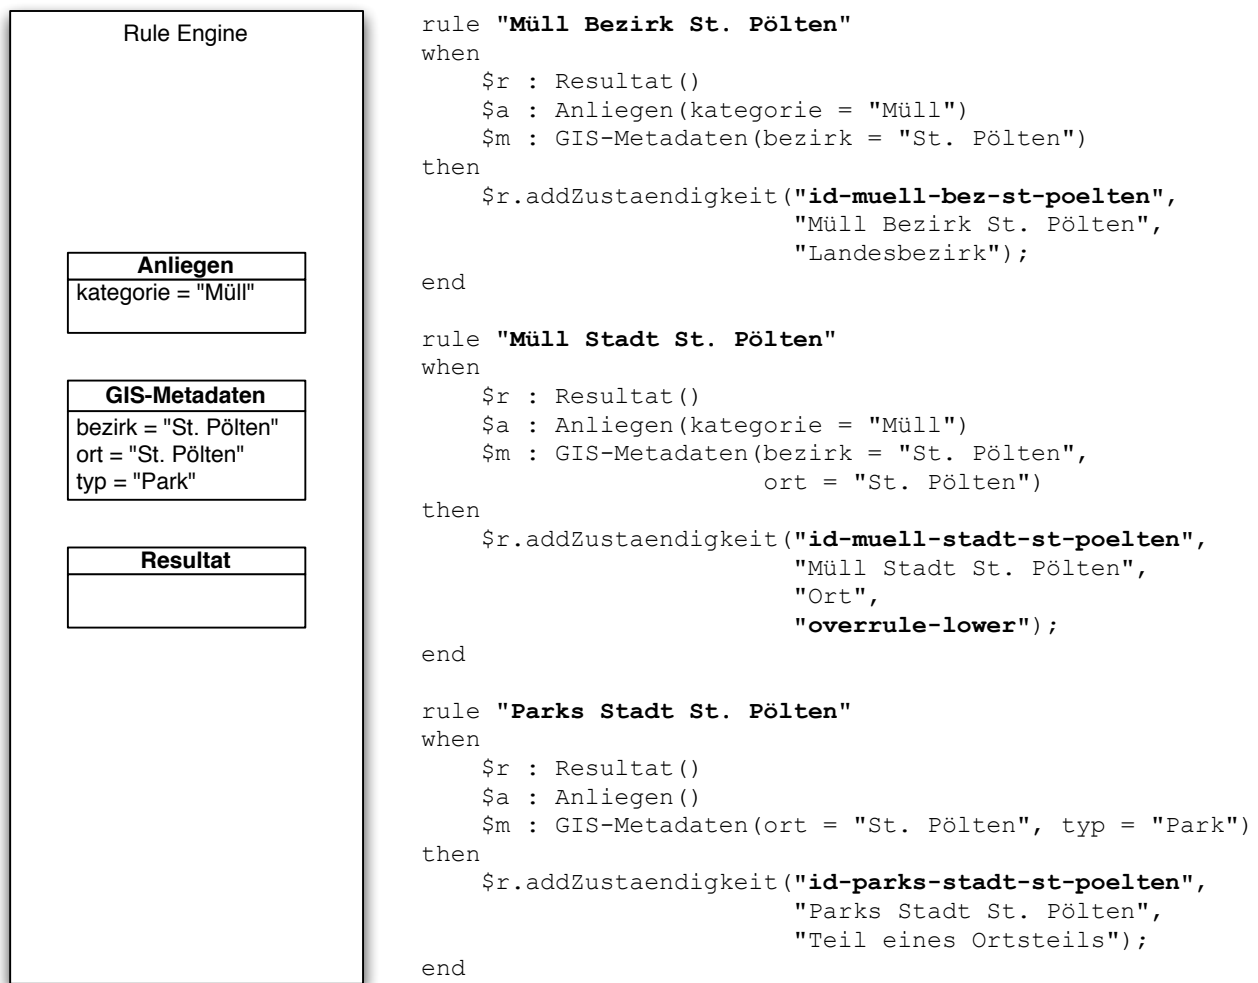 Rule Engine
Anliegen
kategorie = "Müll"
GIS-Metadaten
bezirk = "St. Pölten"
ort = "St. Pölten"
typ = "Park"
Resultat
rule "Müll Bezirk St. Pölten"
when
    $r : Resultat()
    $a : Anliegen(kategorie = "Müll")
    $m : GIS-Metadaten(bezirk = "St. Pölten")
then
    $r.addZustaendigkeit("id-muell-bez-st-poelten",
                         "Müll Bezirk St. Pölten",
                         "Landesbezirk");
end
rule "Müll Stadt St. Pölten"
when
    $r : Resultat()
    $a : Anliegen(kategorie = "Müll")
    $m : GIS-Metadaten(bezirk = "St. Pölten",
                       ort = "St. Pölten")
then
    $r.addZustaendigkeit("id-muell-stadt-st-poelten",
                         "Müll Stadt St. Pölten",
                         "Ort",
                         "overrule-lower");
end
rule "Parks Stadt St. Pölten"
when
    $r : Resultat()
    $a : Anliegen()
    $m : GIS-Metadaten(ort = "St. Pölten", typ = "Park")
then
    $r.addZustaendigkeit("id-parks-stadt-st-poelten",
                         "Parks Stadt St. Pölten",
                         "Teil eines Ortsteils");
end